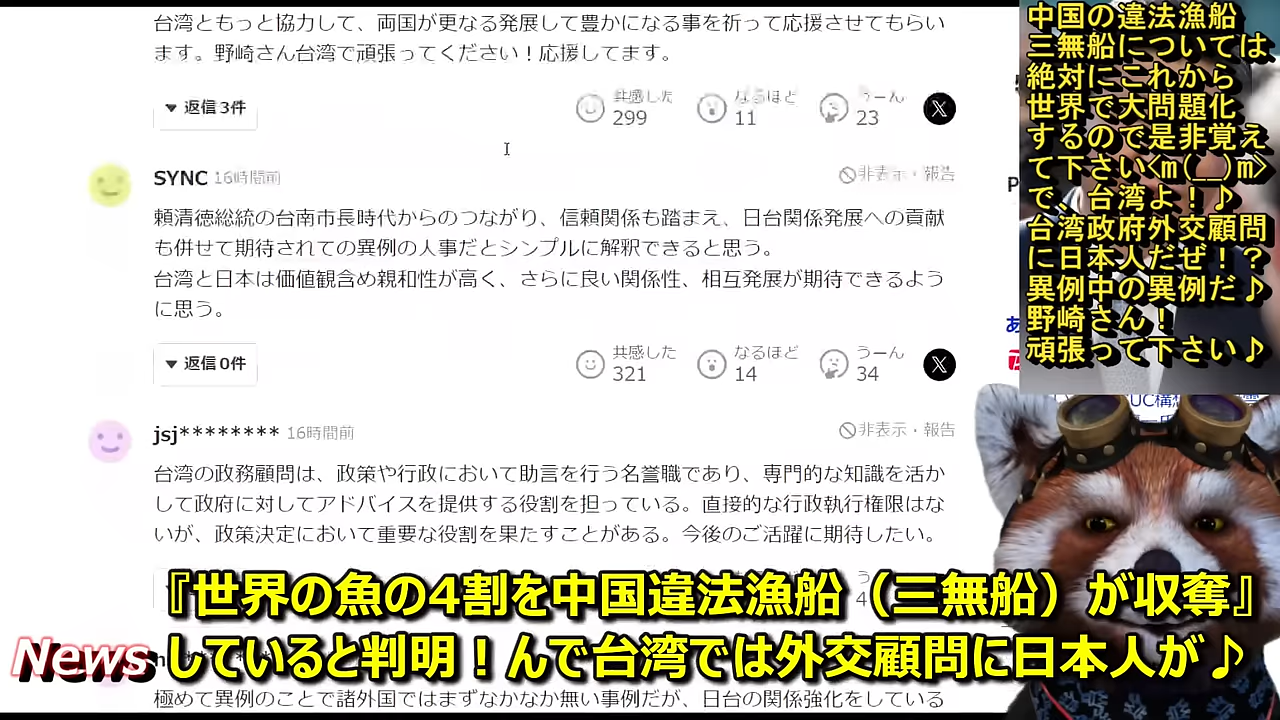 台湾ともっと協力して、両国が更なる発展して豊かになる事を祈って応援させてもらい
ます。野崎さん台湾で頑張ってください！応援してます。
返信3件
共感した
299
なるほど
11
うーん
23
SYNC 16時間前
非表示・報告
頼清徳総統の台南市長時代からのつながり、信頼関係も踏まえ、日台関係発展への貢献
も併せて期待されての異例の人事だとシンプルに解釈できると思う。
台湾と日本は価値観含め親和性が高く、さらに良い関係性、相互発展が期待できるよう
に思う。
返信0件
共感した
321
なるほど
14
うーん
34
jsj******** 16時間前
非表示・報告
台湾の政務顧問は、政策や行政において助言を行う名誉職であり、専門的な知識を活か
して政府に対してアドバイスを提供する役割を担っている。直接的な行政執行権限はな
いが、政策決定において重要な役割を果たすことがある。今後のご活躍に期待したい。
極めて異例のことで諸外国ではまずなかなか無い事例だが、日台の関係強化をしている
中国の違法漁船
三無船については
絶対にこれから
世界で大問題化
するので是非覚え
て下さい<m(__)m>
で、台湾よ！♪
台湾政府外交顧問
に日本人だぜ！？
異例中の異例だ♪
野崎さん！
頑張って下さい♪
『世界の魚の4割を中国違法漁船（三無船）が収奪』
News
していると判明！んで台湾では外交顧問に日本人が♪